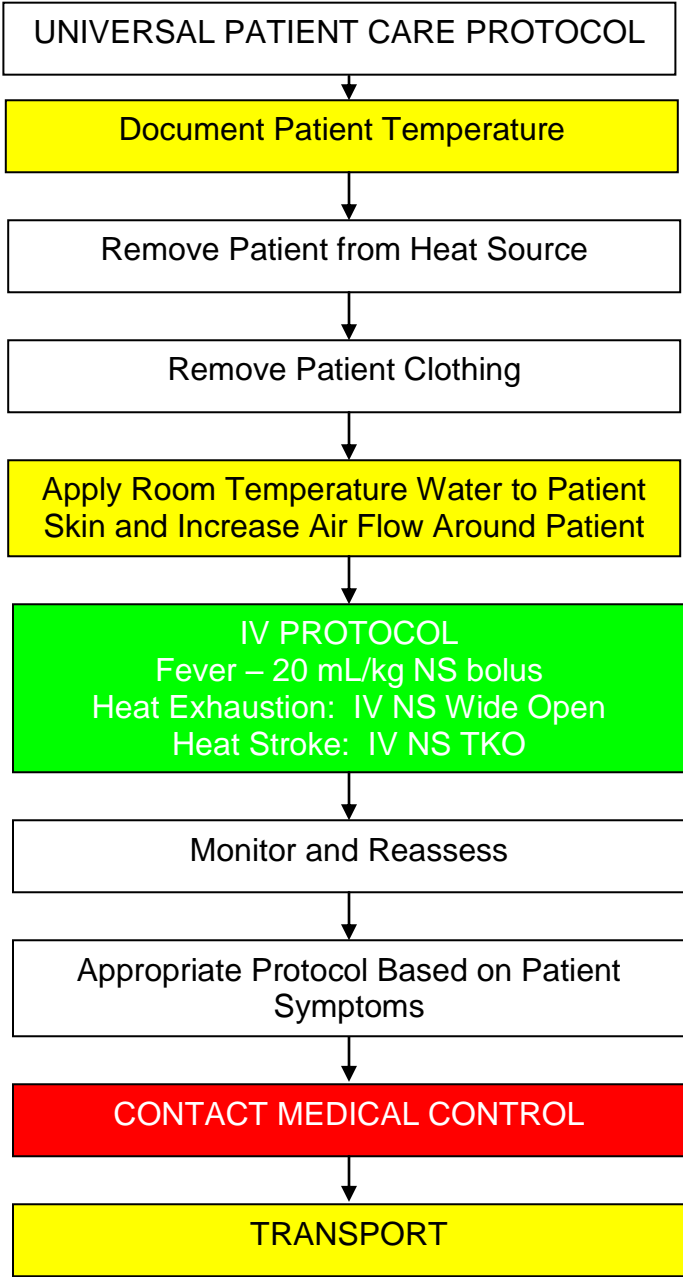 UNIVERSAL PATIENT CARE PROTOCOL
Document Patient Temperature
Remove Patient from Heat Source
Remove Patient Clothing
Apply Room Temperature Water to Patient
Skin and Increase Air Flow Around Patient
IV PROTOCOL
Fever – 20 mL/kg NS bolus
Heat Exhaustion:  IV NS Wide Open
Heat Stroke:  IV NS TKO
Monitor and Reassess
Appropriate Protocol Based on Patient
Symptoms
CONTACT MEDICAL CONTROL
TRANSPORT